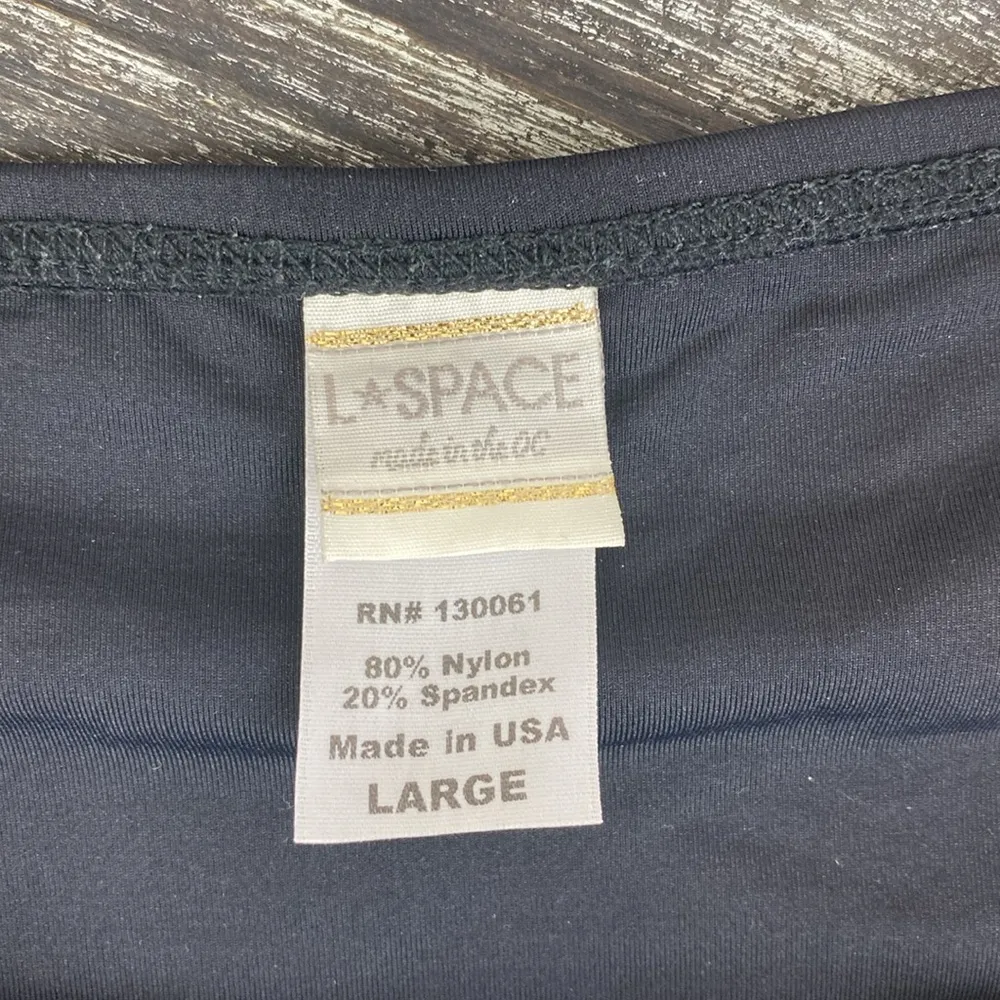 L★SPACE
made in the OC
RN# 130061
80% Nylon
20% Spandex
Made in USA
LARGE